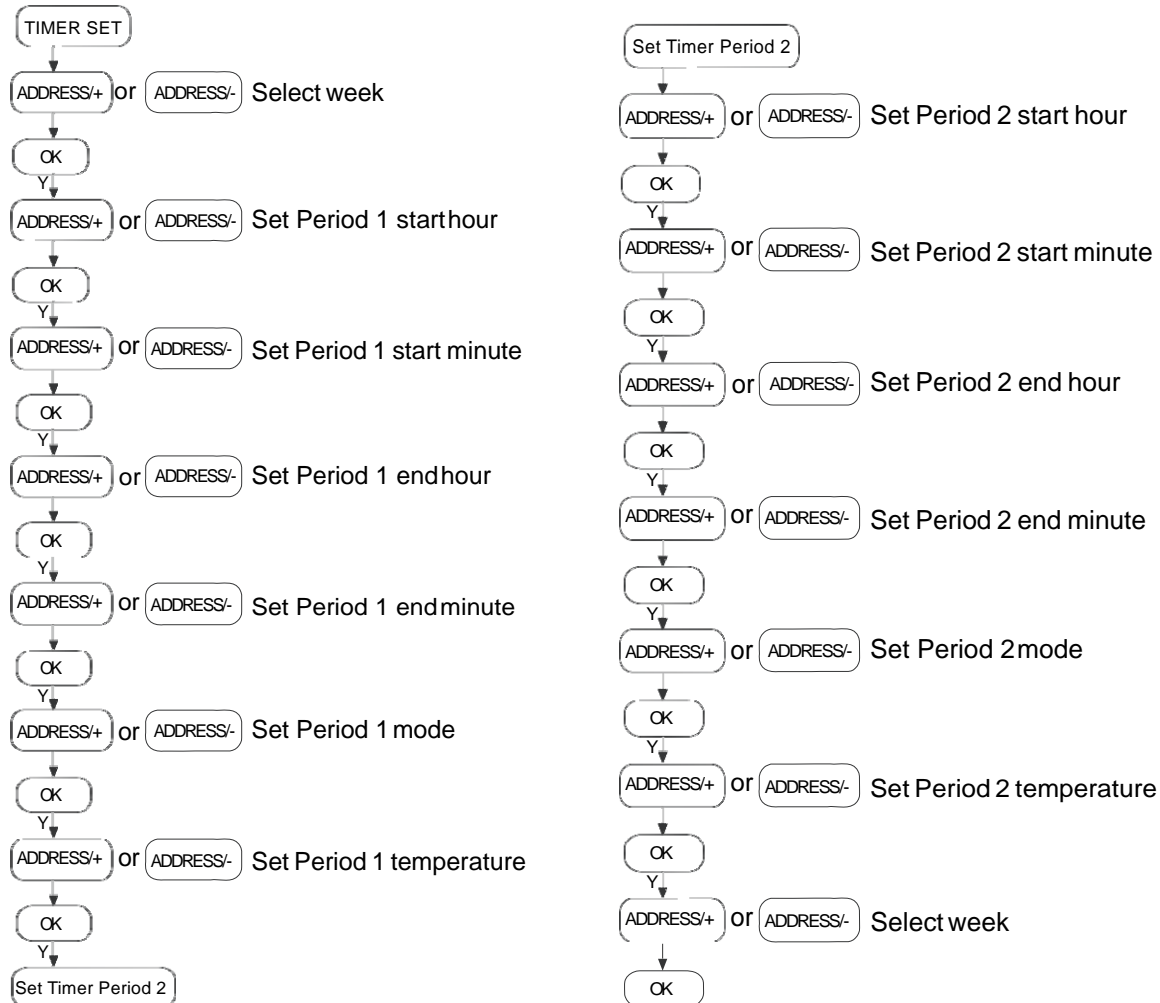 TIMER SET
ADDRESS/+ or ADDRESS/- Select week
OK
Y
ADDRESS/+ or ADDRESS/- Set Period 1 starthour
OK
Y
ADDRESS/+ or ADDRESS/- Set Period 1 start minute
OK
Y
ADDRESS/+ or ADDRESS/- Set Period 1 endhour
OK
Y
ADDRESS/+ or ADDRESS/- Set Period 1 endminute
OK
Y
ADDRESS/+ or ADDRESS/- Set Period 1 mode
OK
Y
ADDRESS/+ or ADDRESS/- Set Period 1 temperature
OK
Y
Set Timer Period 2
Set Timer Period 2
ADDRESS/+ or ADDRESS/- Set Period 2 start hour
OK
Y
ADDRESS/+ or ADDRESS/- Set Period 2 start minute
OK
Y
ADDRESS/+ or ADDRESS/- Set Period 2 end hour
OK
Y
ADDRESS/+ or ADDRESS/- Set Period 2 end minute
OK
Y
ADDRESS/+ or ADDRESS/- Set Period 2mode
OK
Y
ADDRESS/+ or ADDRESS/- Set Period 2 temperature
OK
Y
ADDRESS/+ or ADDRESS/- Select week
OK